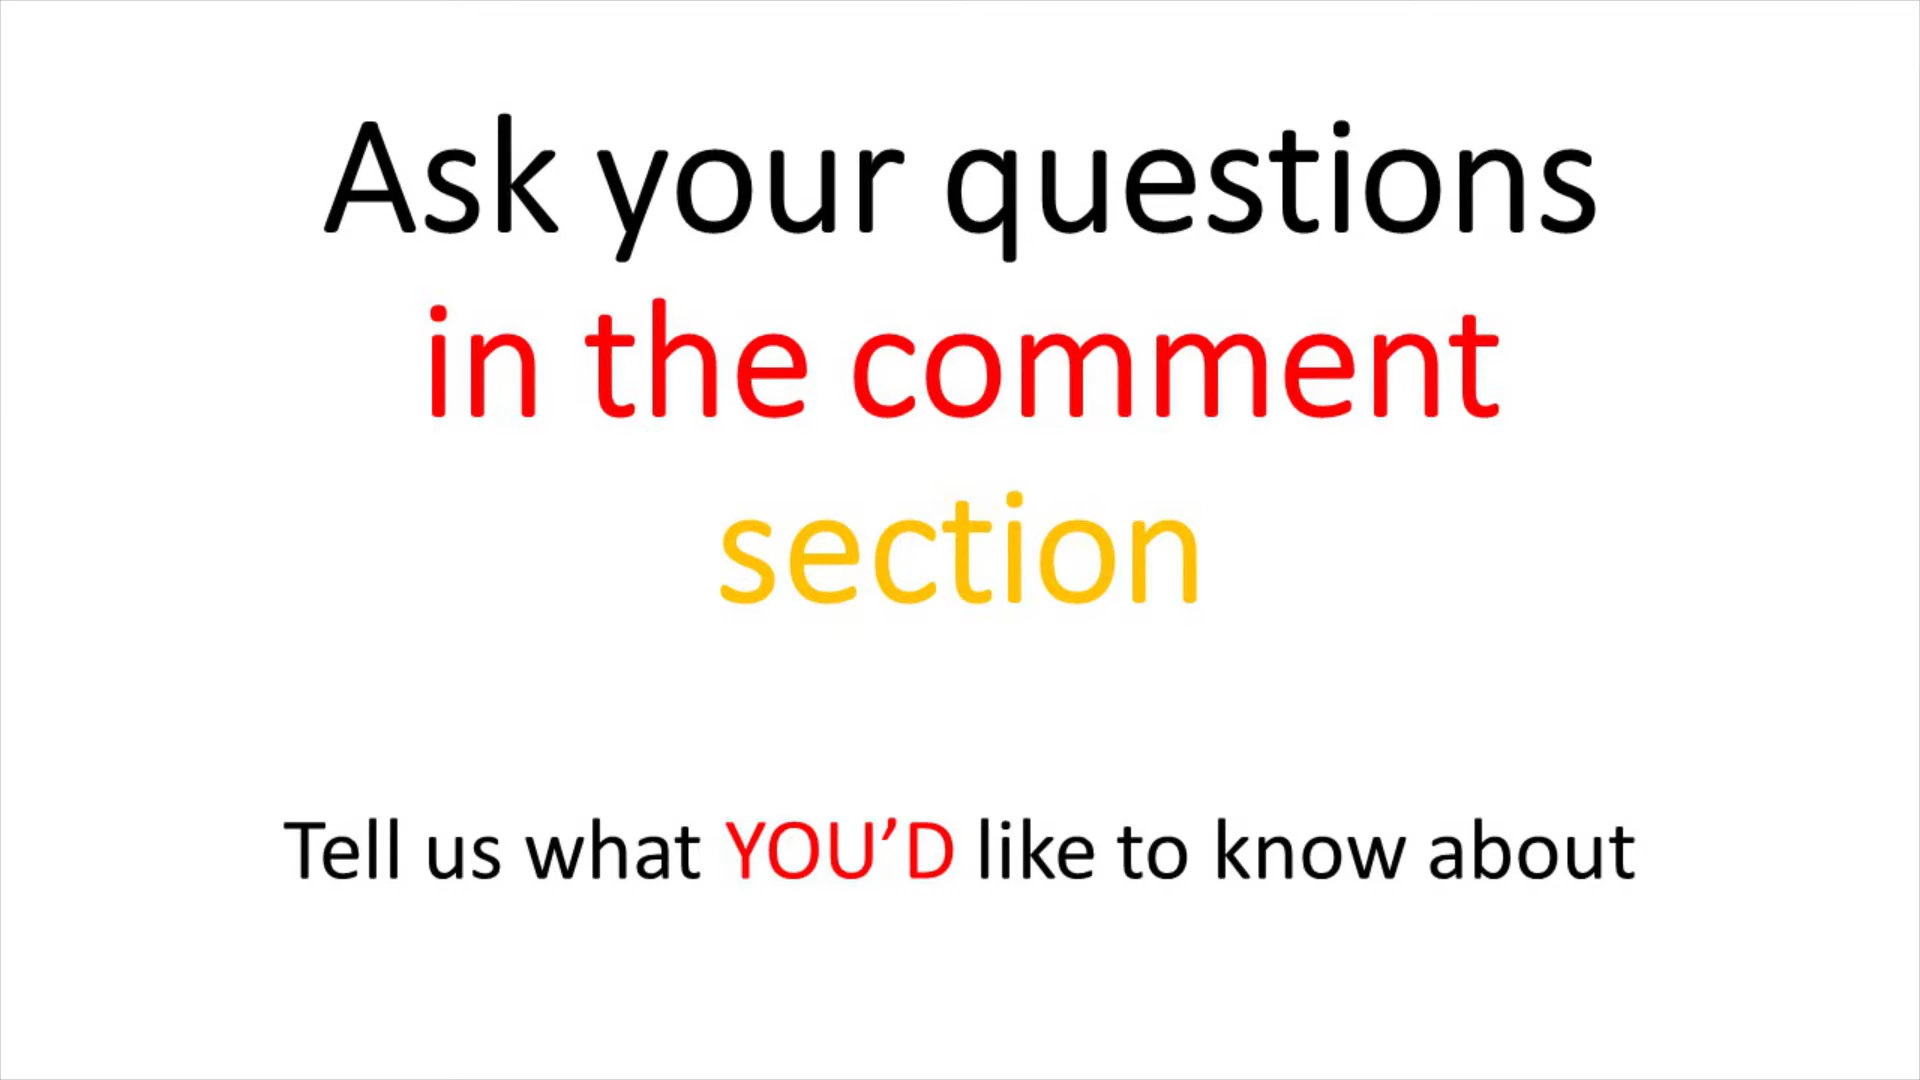 Ask your questions
in the comment
section
Tell us what YOU’D like to know about